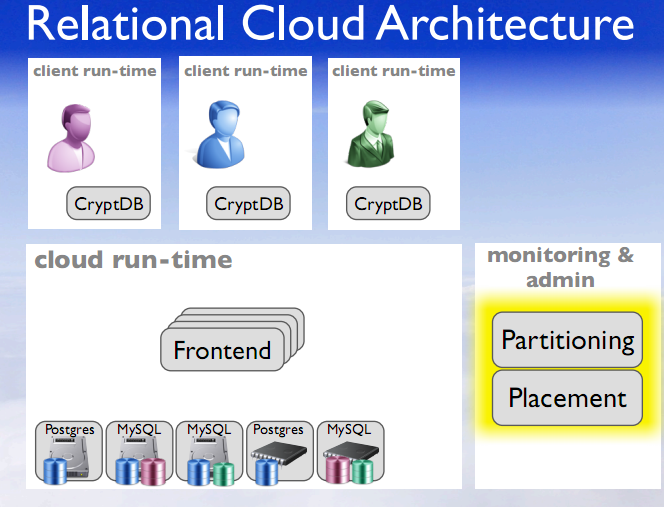 Relational Cloud Architecture
client run-time
client run-time
client run-time
CryptDB
CryptDB
CryptDB
cloud run-time
Frontend
Postgres
MySQL
MySQL
Postgres
MySQL
monitoring &
admin
Partitioning
Placement